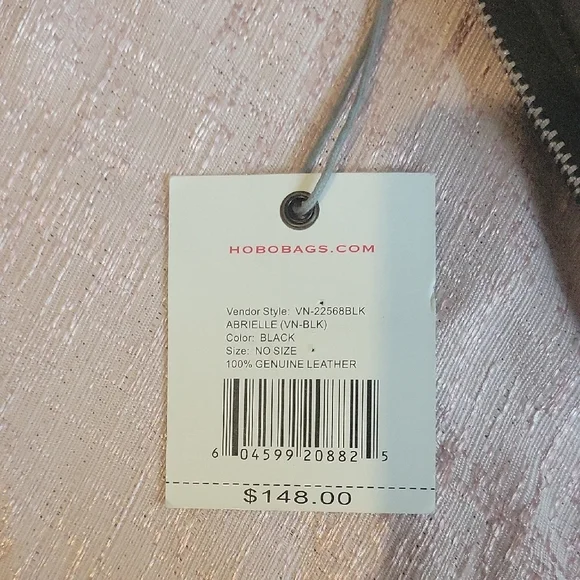 HOBOBAGS.COM
Vendor Style: VN-22568BLK
ABRIELLE (VN-BLK)
Color: BLACK
Size: NO SIZE
100% GENUINE LEATHER
6 04599 20882 5
$148.00